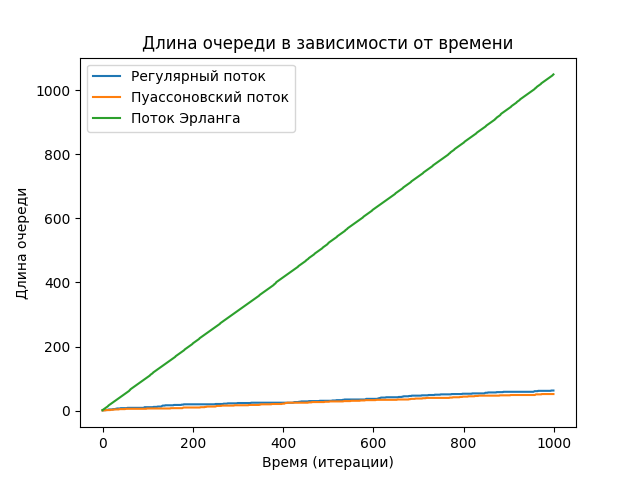 Длина очереди в зависимости от времени
Регулярный поток
Пуассоновский поток
Поток Эрланга
Длина очереди
1000
800
600
400
200
0
0 200 400 600 800 1000
Время (итерации)